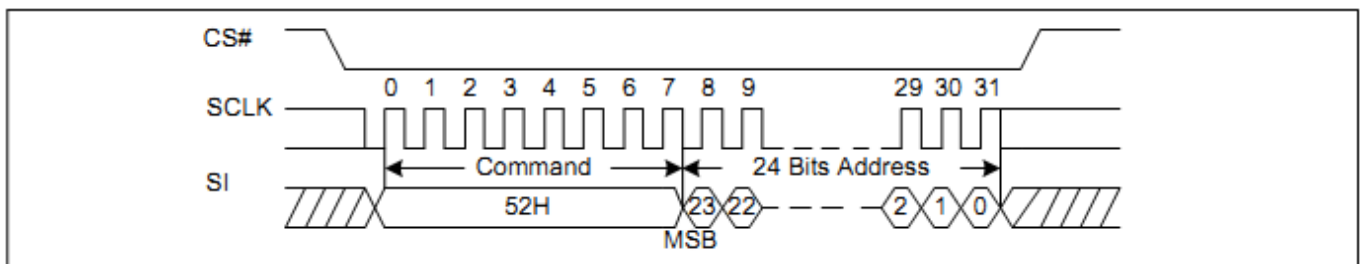 CS#
0 1 2 3 4 5 6 7 8 9 29 30 31
SCLK
Command 24 Bits Address
SI
52H 23 22 2 1 0
MSB